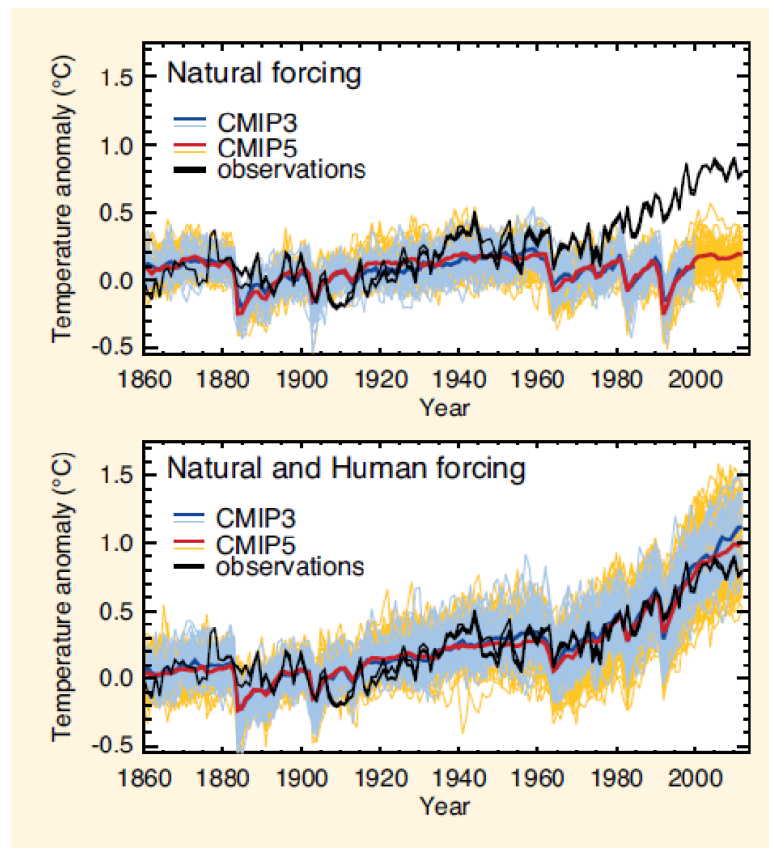 Natural forcing
CMIP3
CMIP5
observations
Temperature anomaly (°C)
1.5
1.0
0.5
0.0
-0.5
1860 1880 1900 1920 1940 1960 1980 2000
Year
Natural and Human forcing
CMIP3
CMIP5
observations
Temperature anomaly (°C)
1.5
1.0
0.5
0.0
-0.5
1860 1880 1900 1920 1940 1960 1980 2000
Year